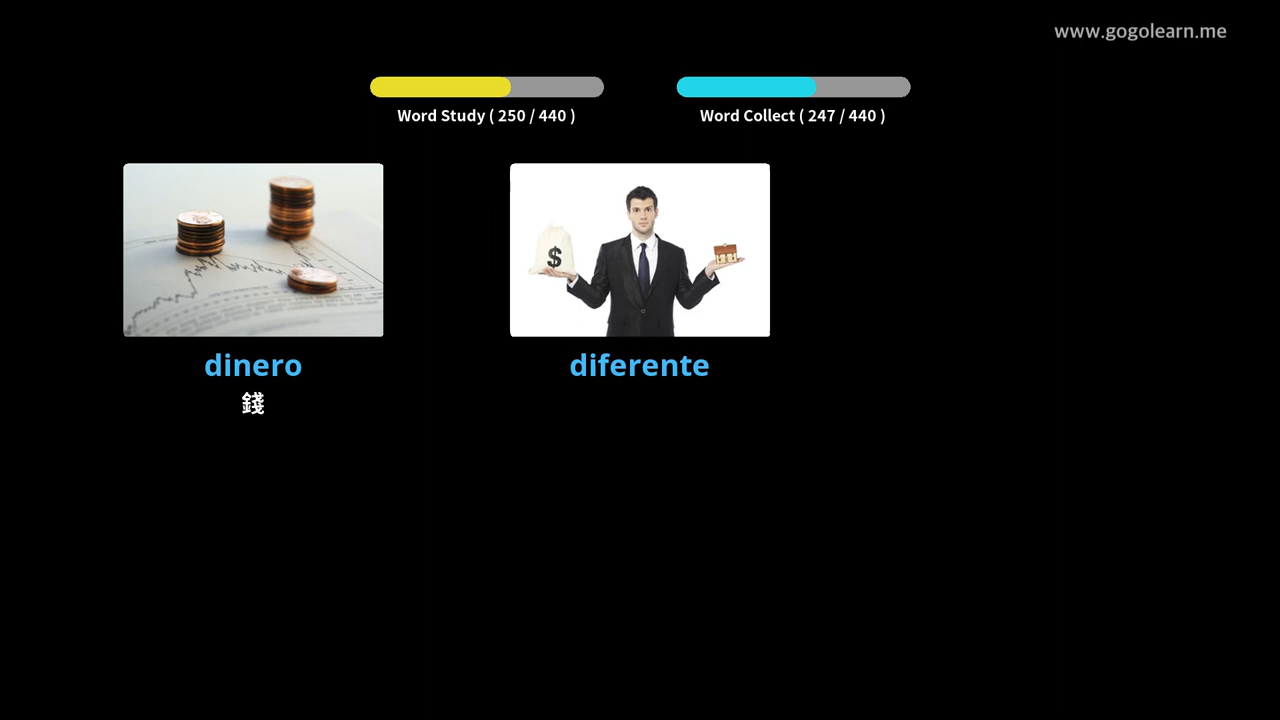 www.gogolearn.me
Word Study ( 250 / 440 )
Word Collect ( 247 / 440 )
$
dinero
diferente
錢